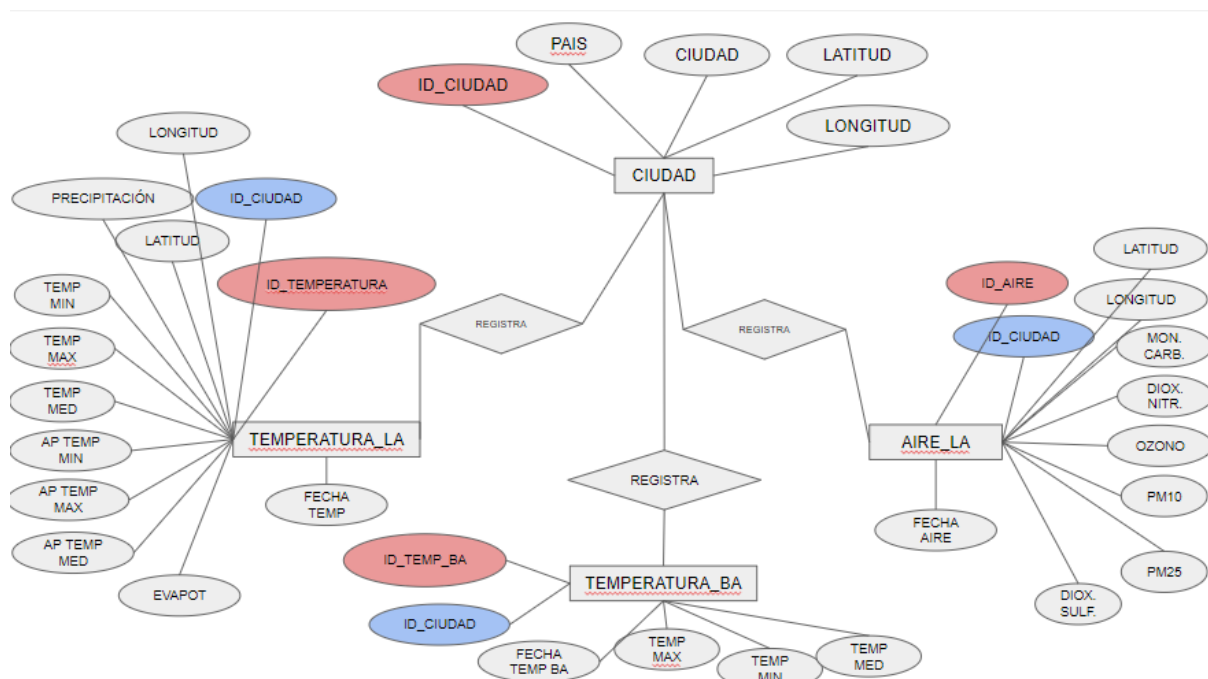 PAIS
CIUDAD
LATITUD
ID_CIUDAD
LONGITUD
CIUDAD
LONGITUD
PRECIPITACIÓN
ID_CIUDAD
LATITUD
ID_TEMPERATURA
TEMP
MIN
TEMP
MAX
TEMP
MED
AP TEMP
MIN
AP TEMP
MAX
AP TEMP
MED
EVAPOT
TEMPERATURA_LA
FECHA
TEMP
REGISTRA
REGISTRA
REGISTRA
ID_TEMP_BA
ID_CIUDAD
TEMPERATURA_BA
FECHA
TEMP BA
TEMP
MAX
TEMP
MIN
TEMP
MED
LATITUD
ID_AIRE
LONGITUD
ID_CIUDAD
MON.
CARB.
DIOX.
NITR.
OZONO
PM10
PM25
DIOX.
SULF.
AIRE_LA
FECHA
AIRE